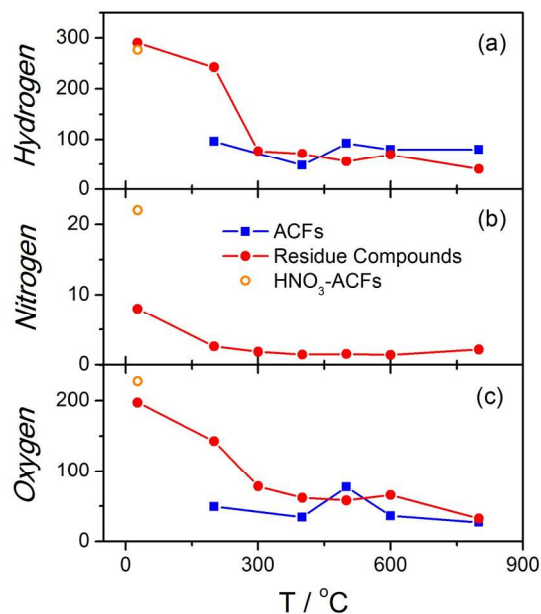 300
(a)
200
100
0
Hydrogen
20
(b)
ACFs
Residue Compounds
HNO3-ACFs
10
0
Nitrogen
200
(c)
100
0
Oxygen
0 300 600 900
T / °C